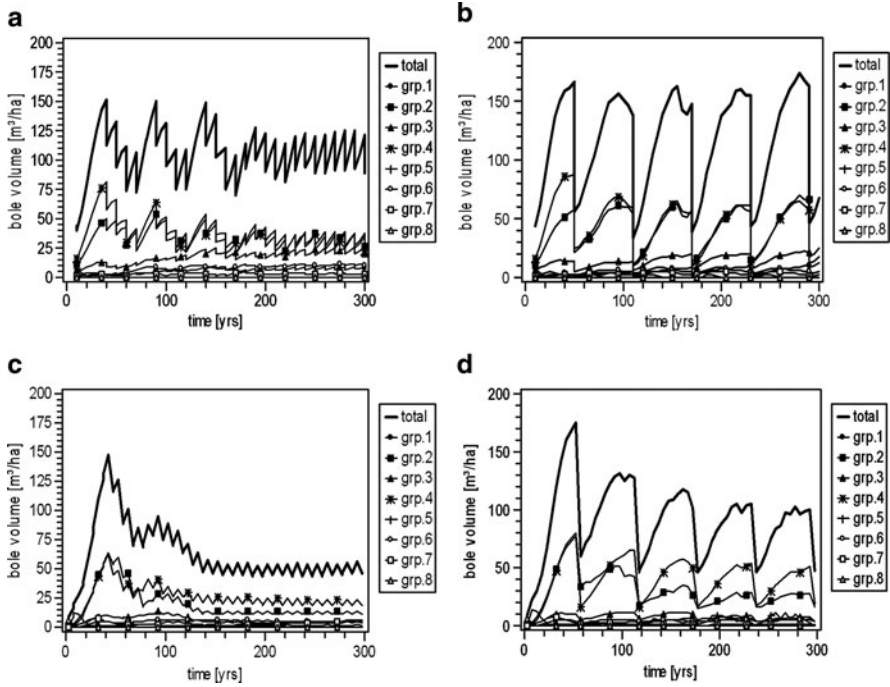 a
bole volume [m³/ha]
200
175
150
125
100
75
50
25
0
0
100
200
300
time [yrs]
total
grp.1
grp.2
grp.3
grp.4
grp.5
grp.6
grp.7
grp.8
b
bole volume [m³/ha]
200
150
100
50
0
0
100
200
300
time [yrs]
total
grp.1
grp.2
grp.3
grp.4
grp.5
grp.6
grp.7
grp.8
c
bole volume [m³/ha]
200
175
150
125
100
75
50
25
0
0
100
200
300
time [yrs]
total
grp.1
grp.2
grp.3
grp.4
grp.5
grp.6
grp.7
grp.8
d
bole volume [m³/ha]
200
150
100
50
0
0
100
200
300
time [yrs]
total
grp.1
grp.2
grp.3
grp.4
grp.5
grp.6
grp.7
grp.8